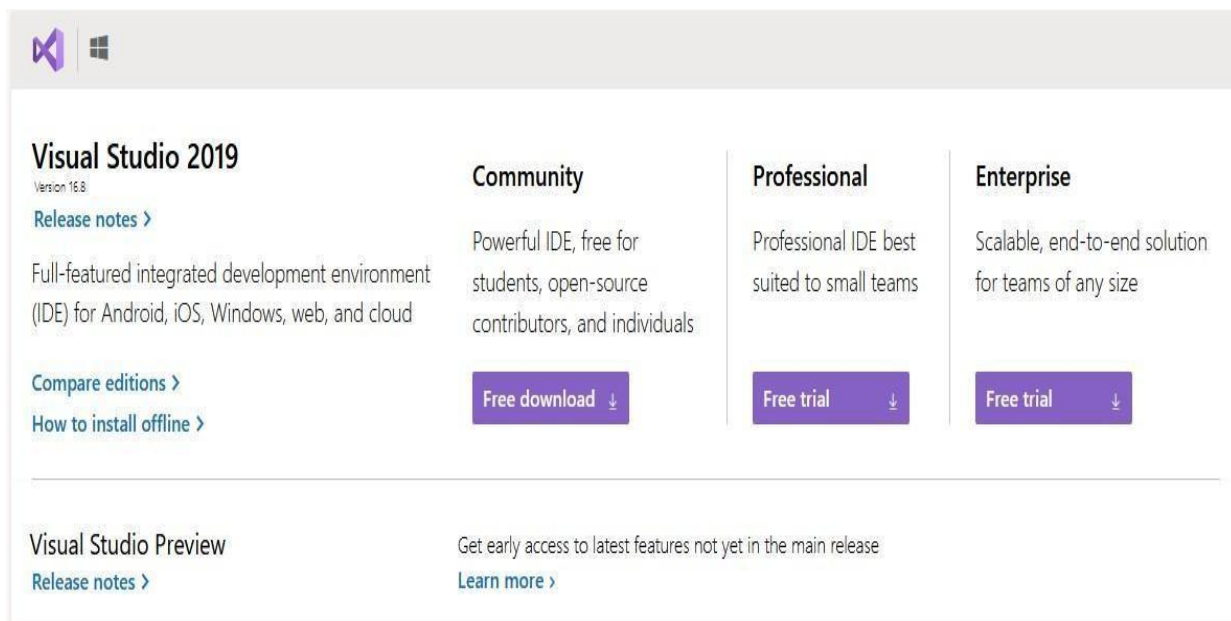 Visual Studio 2019
Version 16.8
Release notes >
Full-featured integrated development environment
(IDE) for Android, iOS, Windows, web, and cloud
Compare editions >
How to install offline >
Community
Powerful IDE, free for
students, open-source
contributors, and individuals
Free download
Professional
Professional IDE best
suited to small teams
Free trial
Enterprise
Scalable, end-to-end solution
for teams of any size
Free trial
Visual Studio Preview
Release notes >
Get early access to latest features not yet in the main release
Learn more >